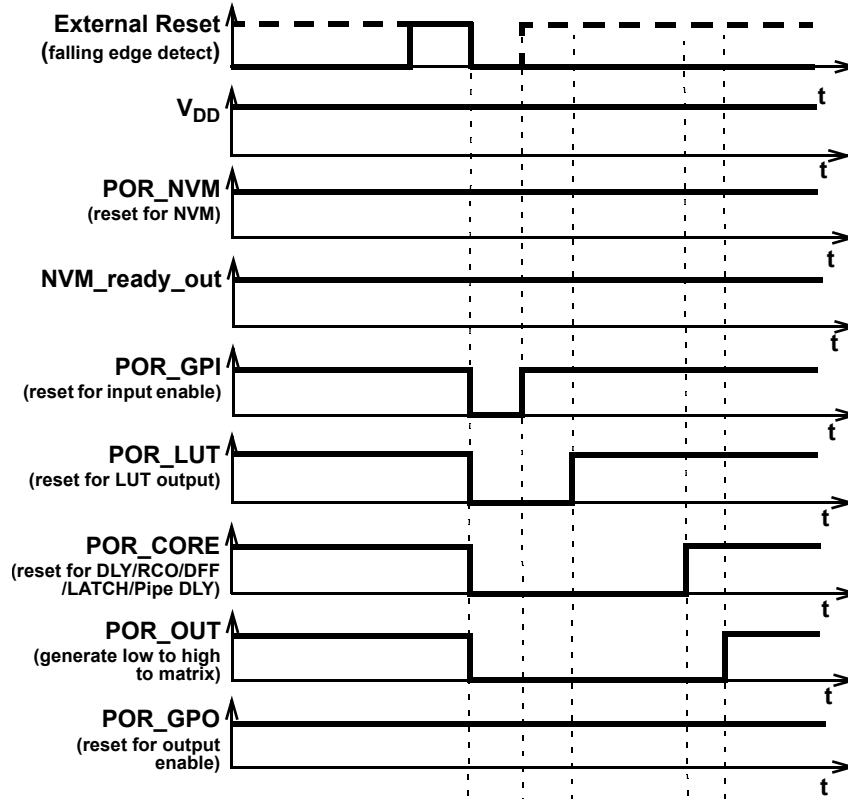 External Reset
(falling edge detect)
t
VDD
t
POR_NVM
(reset for NVM)
t
NVM_ready_out
t
POR_GPI
(reset for input enable)
t
POR_LUT
(reset for LUT output)
t
POR_CORE
(reset for DLY/RCO/DFF
/LATCH/Pipe DLY)
t
POR_OUT
(generate low to high
to matrix)
t
POR_GPO
(reset for output
enable)
t